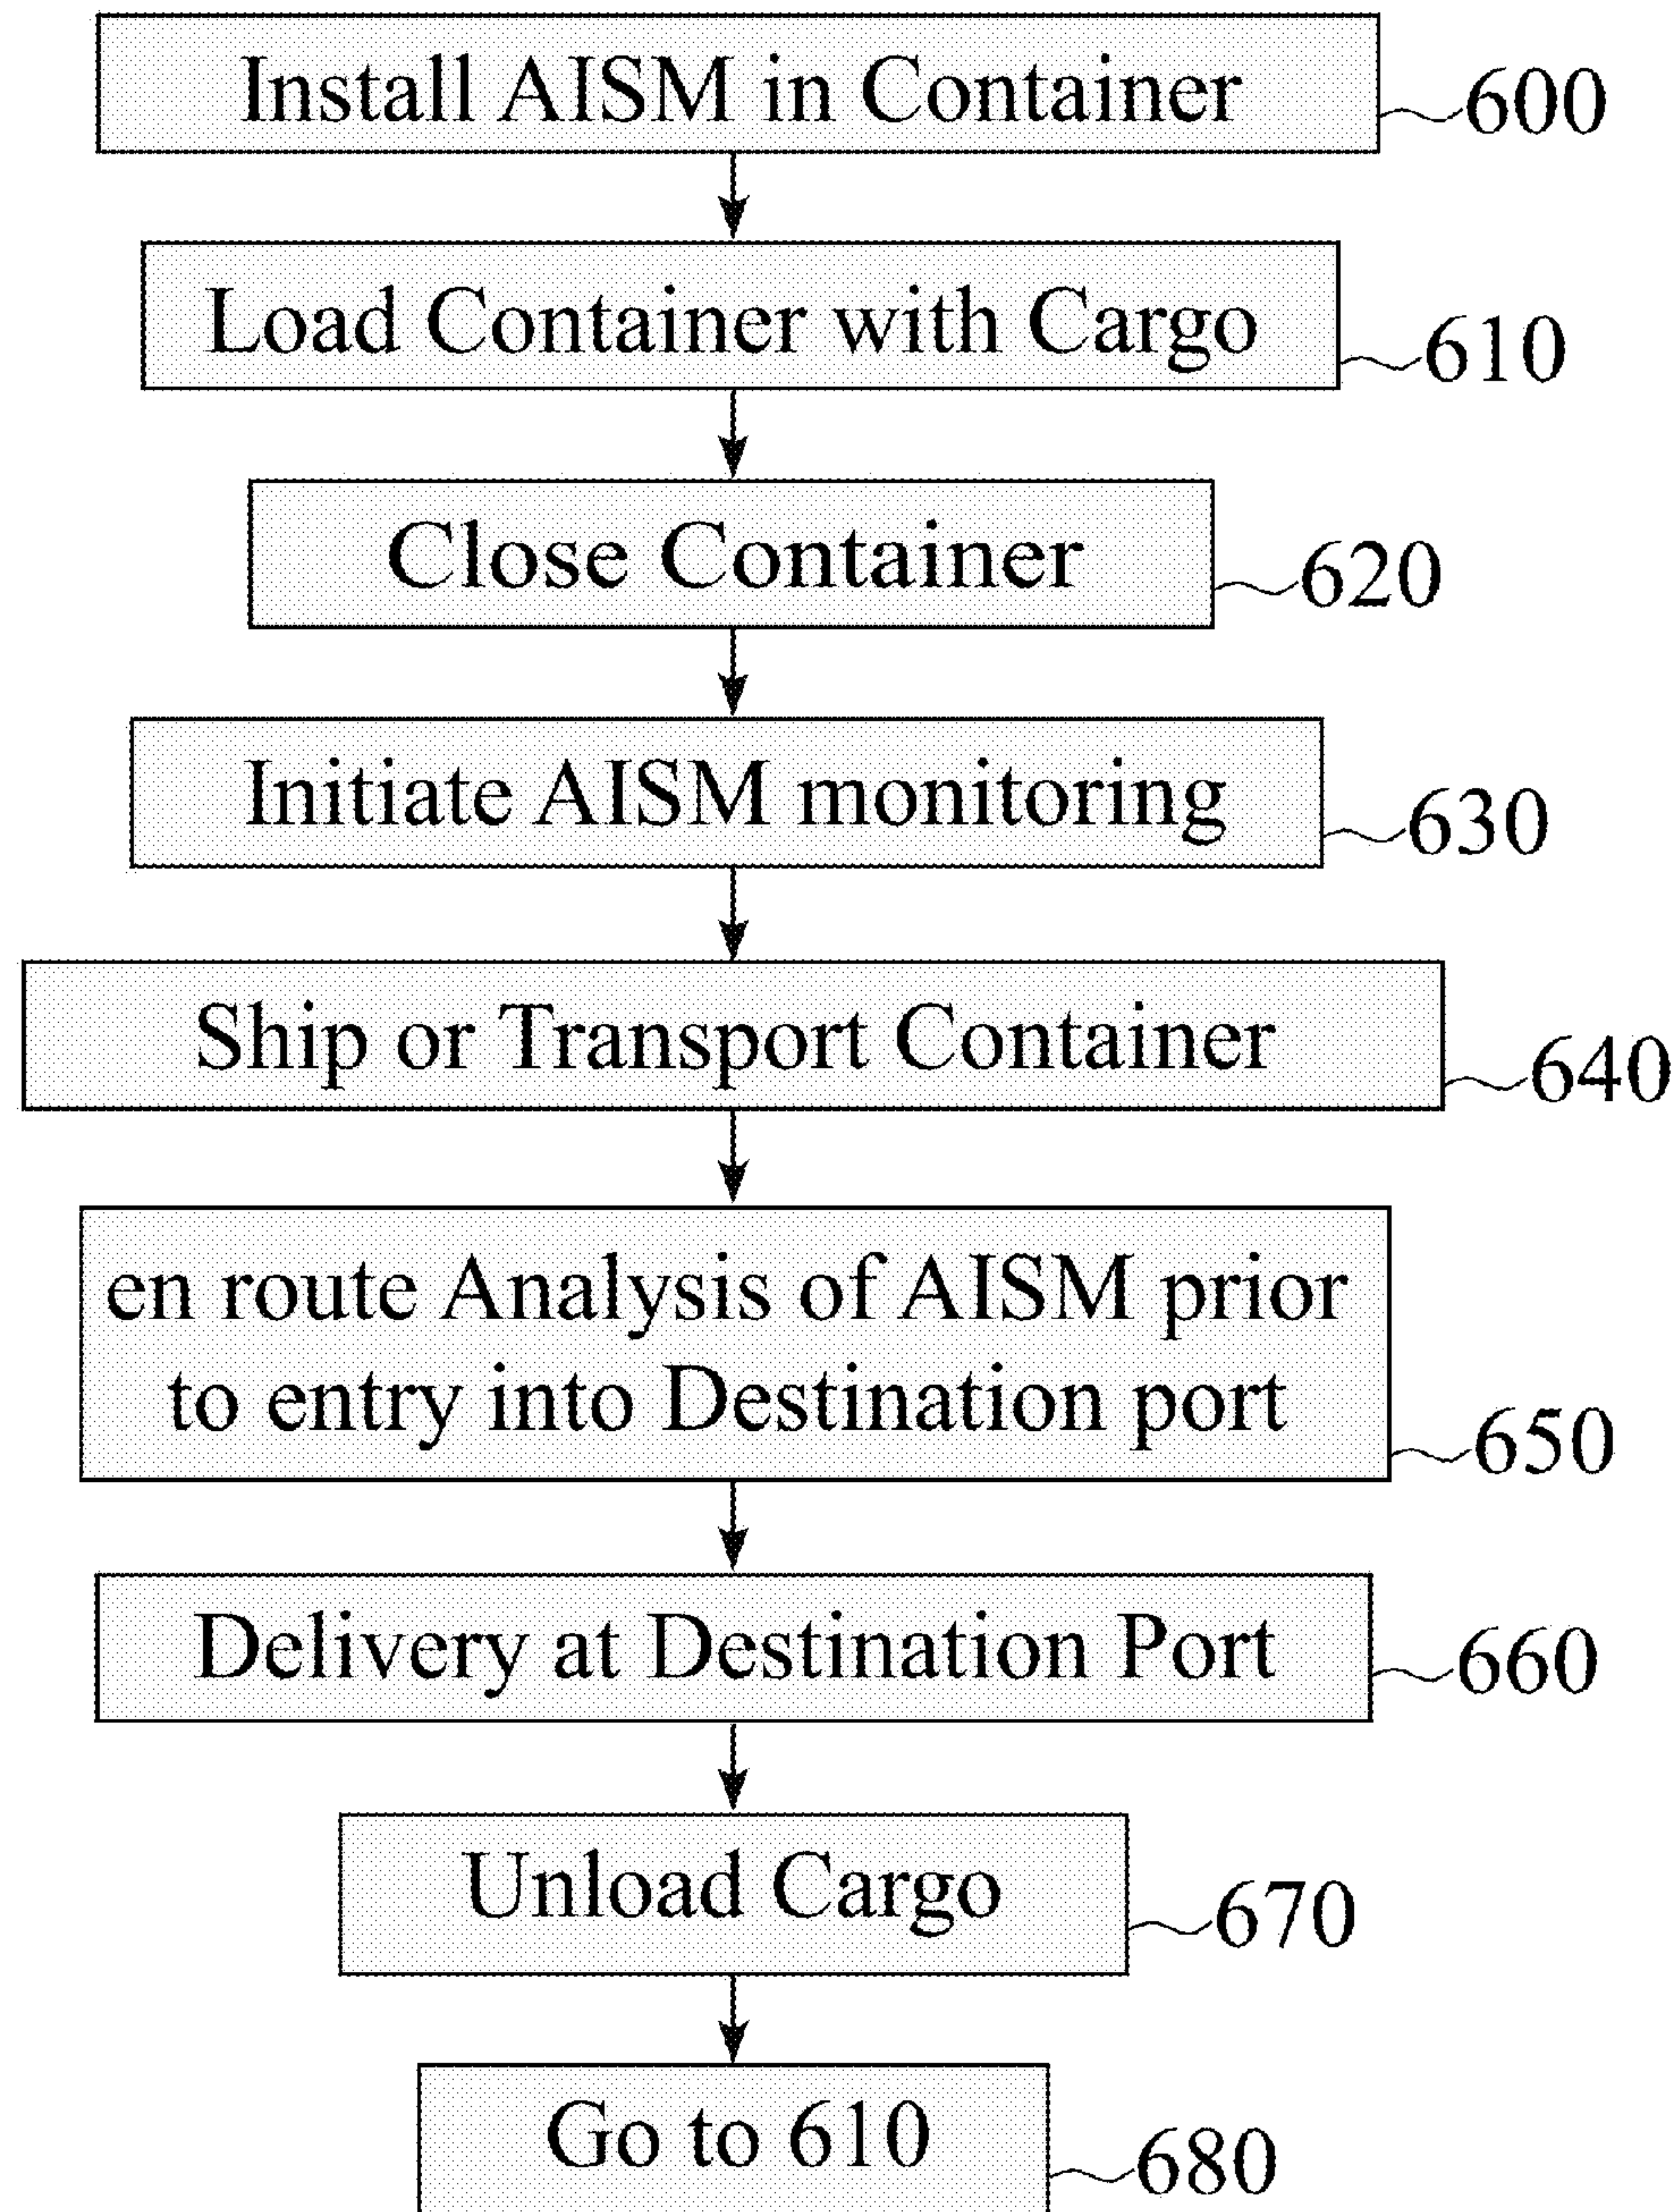 Install AISM in Container
600
Load Container with Cargo
610
Close Container
620
Initiate AISM monitoring
630
Ship or Transport Container
640
en route Analysis of AISM prior
to entry into Destination port
650
Delivery at Destination Port
660
Unload Cargo
670
Go to 610
680